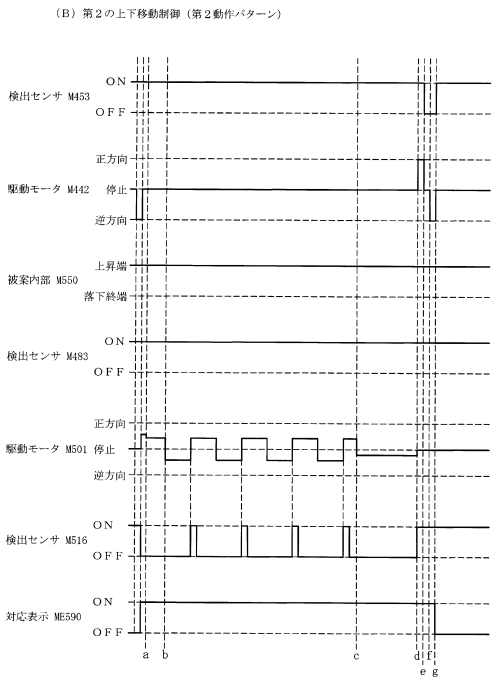 （B）第２の上下移動制御（第２動作パターン）
ＯＮ
検出センサ M453
ＯＦＦ
正方向
駆動モータ M442 停止
逆方向
上昇端
被案内部 M550
落下終端
ＯＮ
検出センサ M483
ＯＦＦ
正方向
駆動モータ M501 停止
逆方向
ＯＮ
検出センサ M516
ＯＦＦ
ＯＮ
対応表示 ME590
ＯＦＦ
a b c d f
e g